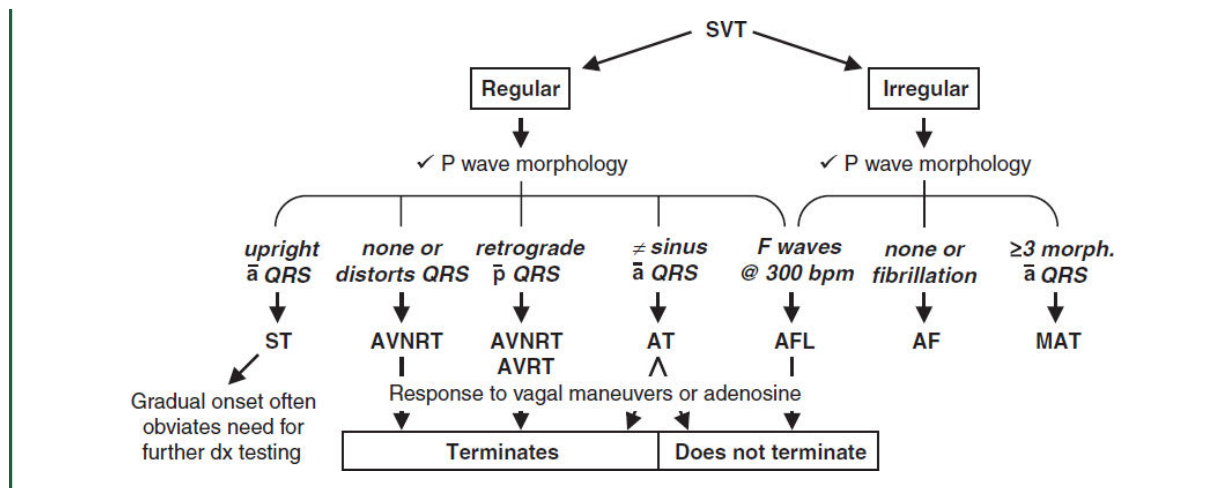 SVT
Regular
Irregular
✓ P wave morphology
✓ P wave morphology
upright
ā QRS
none or
distorts QRS
retrograde
p̄ QRS
≠ sinus
ā QRS
F waves
@ 300 bpm
none or
fibrillation
≥3 morph.
ā QRS
ST
AVNRT
AVNRT
AVRT
AT
AFL
AF
MAT
Gradual onset often
obviates need for
further dx testing
Response to vagal maneuvers or adenosine
Terminates
Does not terminate